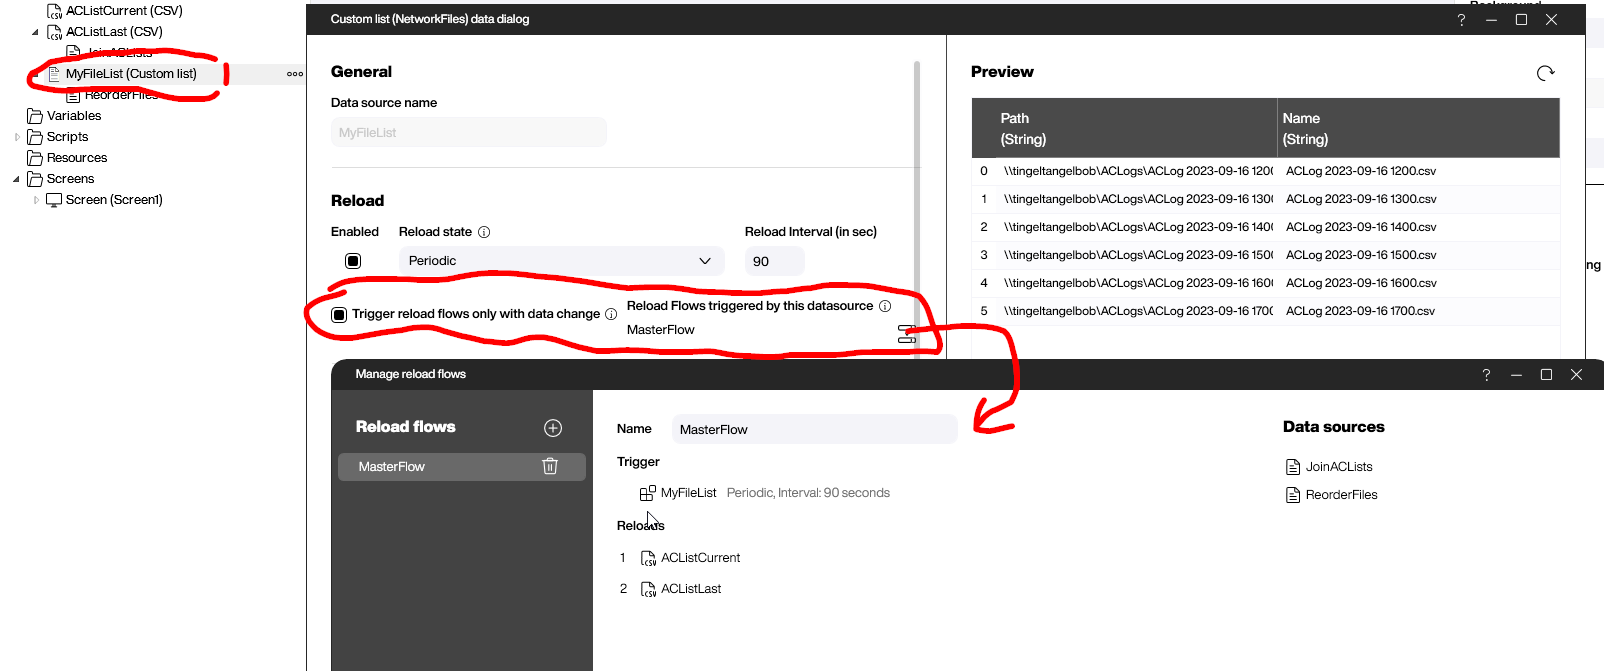 ACListCurrent (CSV)
ACListLast (CSV)
JoinACLists
MyFileList (Custom list)
ReorderFiles
Variables
Scripts
Resources
Screens
Screen (Screen1)
Custom list (NetworkFiles) data dialog
General
Data source name
MyFileList
Reload
Enabled
Reload state
Reload Interval (in sec)
Periodic
90
Trigger reload flows only with data change
Reload Flows triggered by this datasource
MasterFlow
Preview
Path
(String)
Name
(String)
0 \\tingeltangelbob\ACLogs\ACLog 2023-09-16 120( ACLog 2023-09-16 1200.csv
1 \\tingeltangelbob\ACLogs\ACLog 2023-09-16 130( ACLog 2023-09-16 1300.csv
2 \\tingeltangelbob\ACLogs\ACLog 2023-09-16 140( ACLog 2023-09-16 1400.csv
3 \\tingeltangelbob\ACLogs\ACLog 2023-09-16 150( ACLog 2023-09-16 1500.csv
4 \\tingeltangelbob\ACLogs\ACLog 2023-09-16 160( ACLog 2023-09-16 1600.csv
5 \\tingeltangelbob\ACLogs\ACLog 2023-09-16 170( ACLog 2023-09-16 1700.csv
ng
Manage reload flows
Reload flows
MasterFlow
Name
MasterFlow
Trigger
MyFileList Periodic, Interval: 90 seconds
Reloads
1 ACListCurrent
2 ACListLast
Data sources
JoinACLists
ReorderFiles